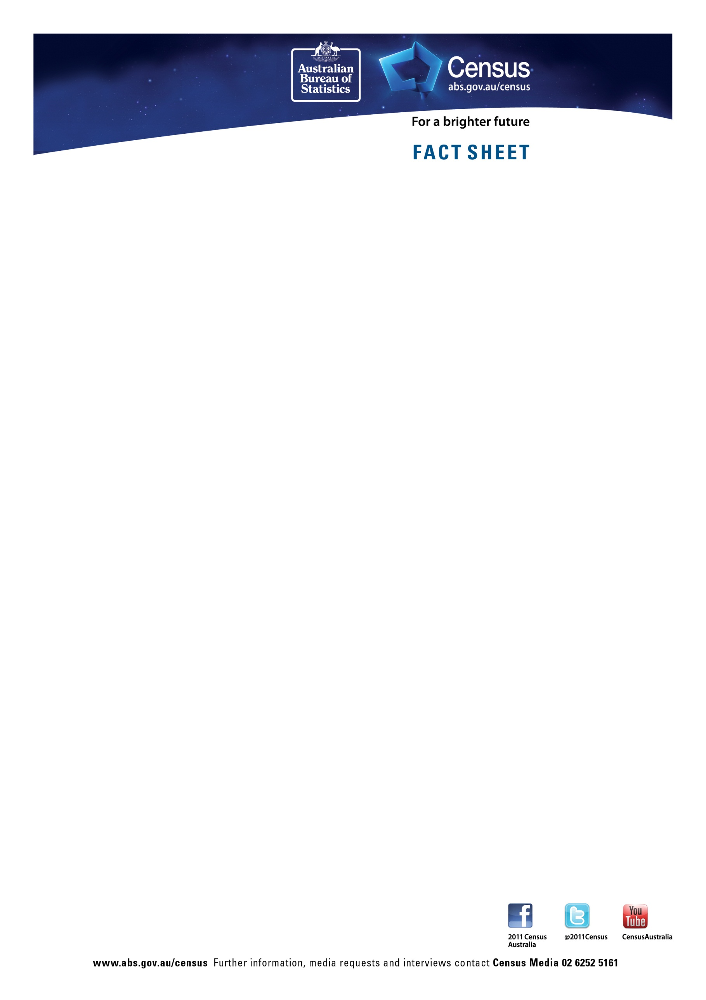 AUSTRALIA
Australian
Bureau of
Statistics
Census
abs.gov.au/census
For a brighter future
FACT SHEET
f
t
You
Tube
2011 Census
Australia
@2011Census
CensusAustralia
www.abs.gov.au/census Further information, media requests and interviews contact Census Media 02 6252 5161